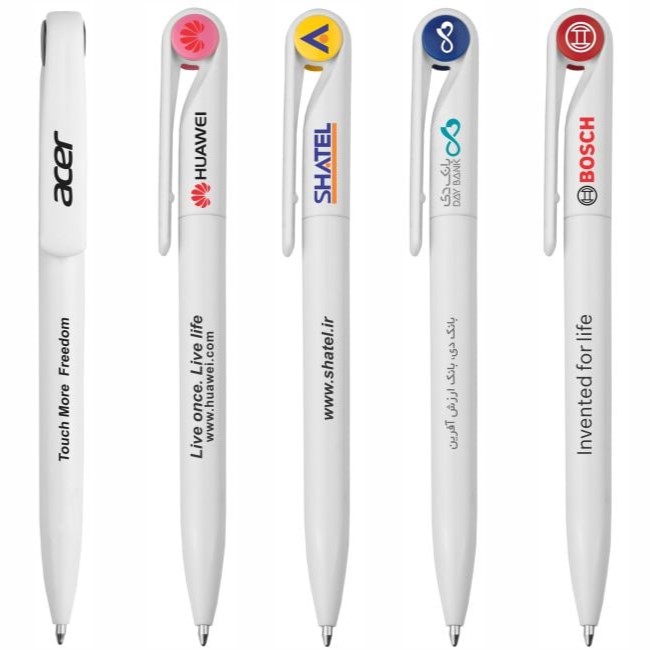 acer
Touch More Freedom
HUAWEI
Live once. Live life
www.huawei.com
SHATEL
www.shatel.ir
بانک دی
DAY BANK
بانک دی، بانک ارزش آفرین
BOSCH
Invented for life